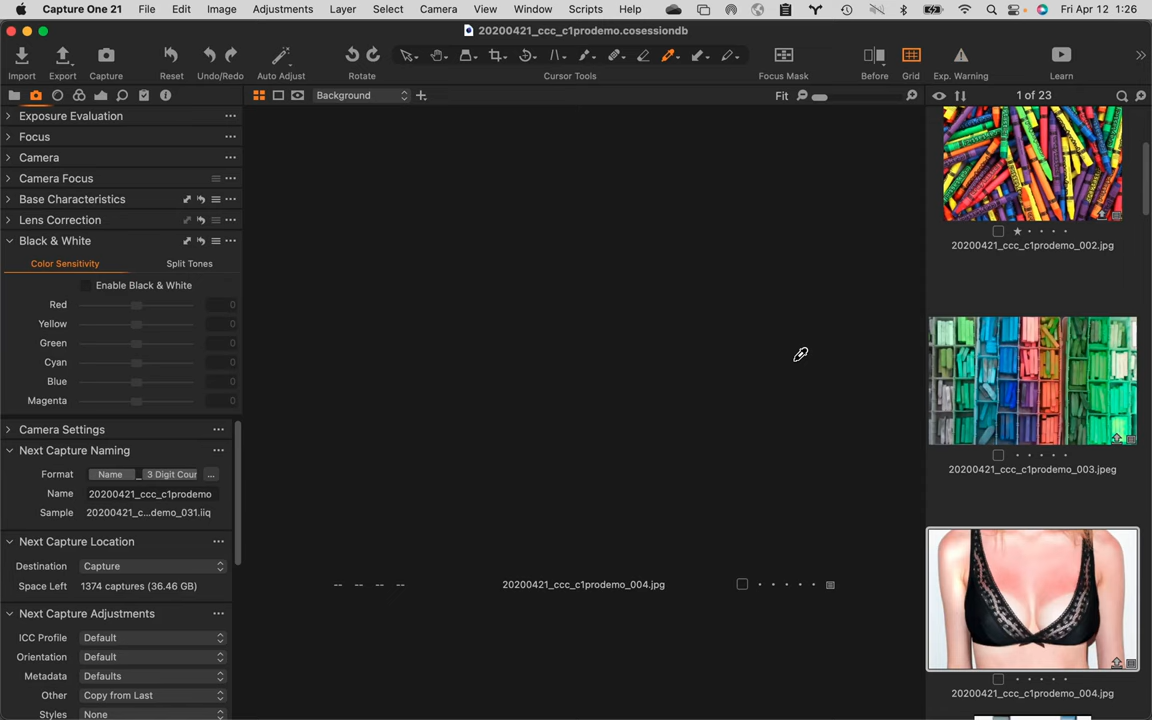 Capture One 21 File Edit Image Adjustments Layer Select Camera View Window Scripts Help Fri Apr 12 1:26
20200421_ccc_c1prodemo.cosessiondb
Import Export Capture Reset Undo/Redo Auto Adjust Rotate Cursor Tools Focus Mask Before Grid Exp. Warning Learn
Background Fit 1 of 23
Exposure Evaluation
Focus
Camera
Camera Focus
Base Characteristics
Lens Correction
Black & White
Color Sensitivity Split Tones
Enable Black & White
Red 0
Yellow 0
Green 0
Cyan 0
Blue 0
Magenta 0
Camera Settings
Next Capture Naming
Format Name _ 3 Digit Cour ...
Name 20200421_ccc_c1prodemo
Sample 20200421_c...demo_031.iiq
Next Capture Location
Destination Capture
Space Left 1374 captures (36.46 GB)
Next Capture Adjustments
ICC Profile Default
Orientation Default
Metadata Defaults
Other Copy from Last
Styles None
-- -- -- -- 20200421_ccc_c1prodemo_004.jpg
20200421_ccc_c1prodemo_002.jpg
20200421_ccc_c1prodemo_003.jpeg
20200421_ccc_c1prodemo_004.jpg